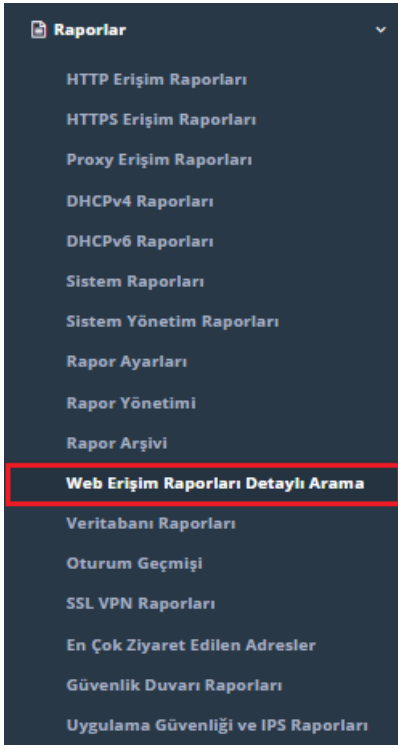 Raporlar
HTTP Erişim Raporları
HTTPS Erişim Raporları
Proxy Erişim Raporları
DHCPv4 Raporları
DHCPv6 Raporları
Sistem Raporları
Sistem Yönetim Raporları
Rapor Ayarları
Rapor Yönetimi
Rapor Arşivi
Web Erişim Raporları Detaylı Arama
Veritabanı Raporları
Oturum Geçmişi
SSL VPN Raporları
En Çok Ziyaret Edilen Adresler
Güvenlik Duvarı Raporları
Uygulama Güvenliği ve IPS Raporları